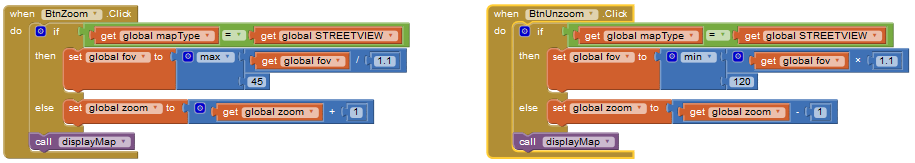 when BtnZoom .Click
do if get global mapType = get global STREETVIEW
then set global fov to max get global fov / 1.1
45
else set global zoom to get global zoom + 1
call displayMap
when BtnUnzoom .Click
do if get global mapType = get global STREETVIEW
then set global fov to min get global fov × 1.1
120
else set global zoom to get global zoom - 1
call displayMap